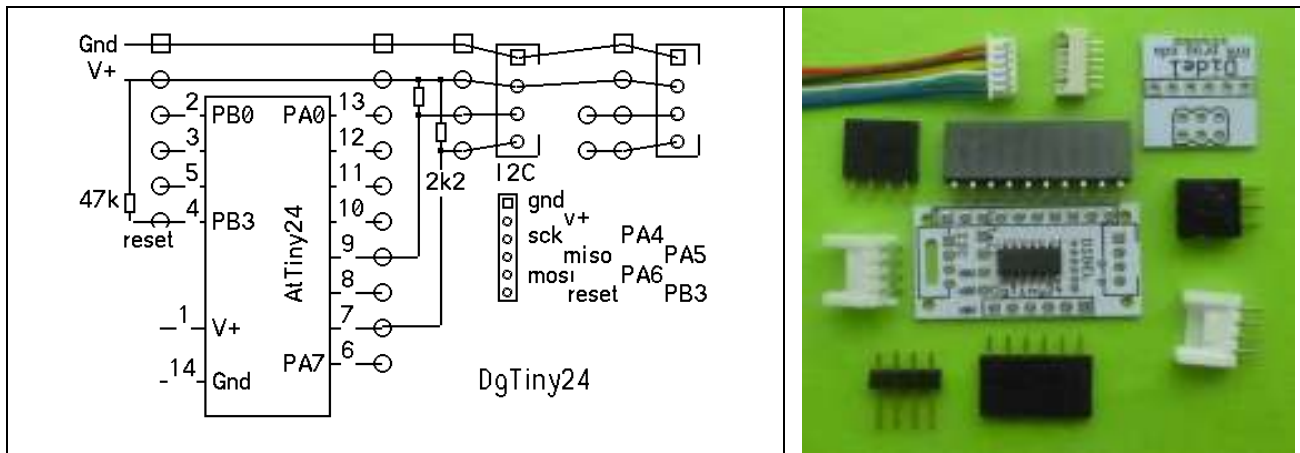 Gnd
V+
2 PB0 PA0 13
3 12
5 11
47k 4 PB3 10
reset
AtTiny24
9
8
1 V+ 7
PA7 6
14 Gnd
2k2
I2C
gnd
v+
sck PA4
miso PA5
mosi PA6
reset PB3
DgTiny24
Didel